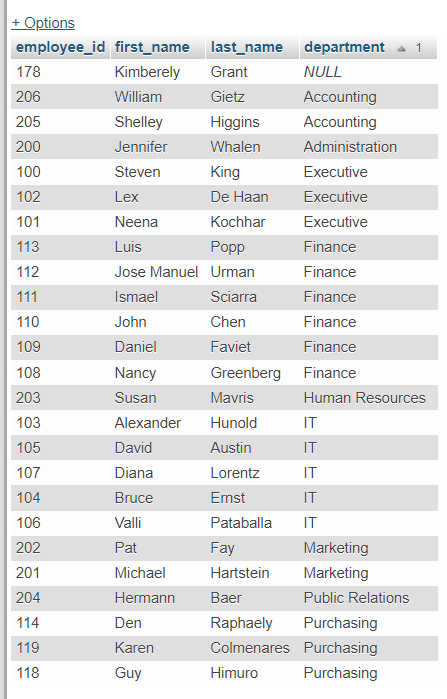 + Options
employee_id first_name last_name department 1
178 Kimberely Grant NULL
206 William Gietz Accounting
205 Shelley Higgins Accounting
200 Jennifer Whalen Administration
100 Steven King Executive
102 Lex De Haan Executive
101 Neena Kochhar Executive
113 Luis Popp Finance
112 Jose Manuel Urman Finance
111 Ismael Sciarra Finance
110 John Chen Finance
109 Daniel Faviet Finance
108 Nancy Greenberg Finance
203 Susan Mavris Human Resources
103 Alexander Hunold IT
105 David Austin IT
107 Diana Lorentz IT
104 Bruce Ernst IT
106 Valli Pataballa IT
202 Pat Fay Marketing
201 Michael Hartstein Marketing
204 Hermann Baer Public Relations
114 Den Raphaely Purchasing
119 Karen Colmenares Purchasing
118 Guy Himuro Purchasing